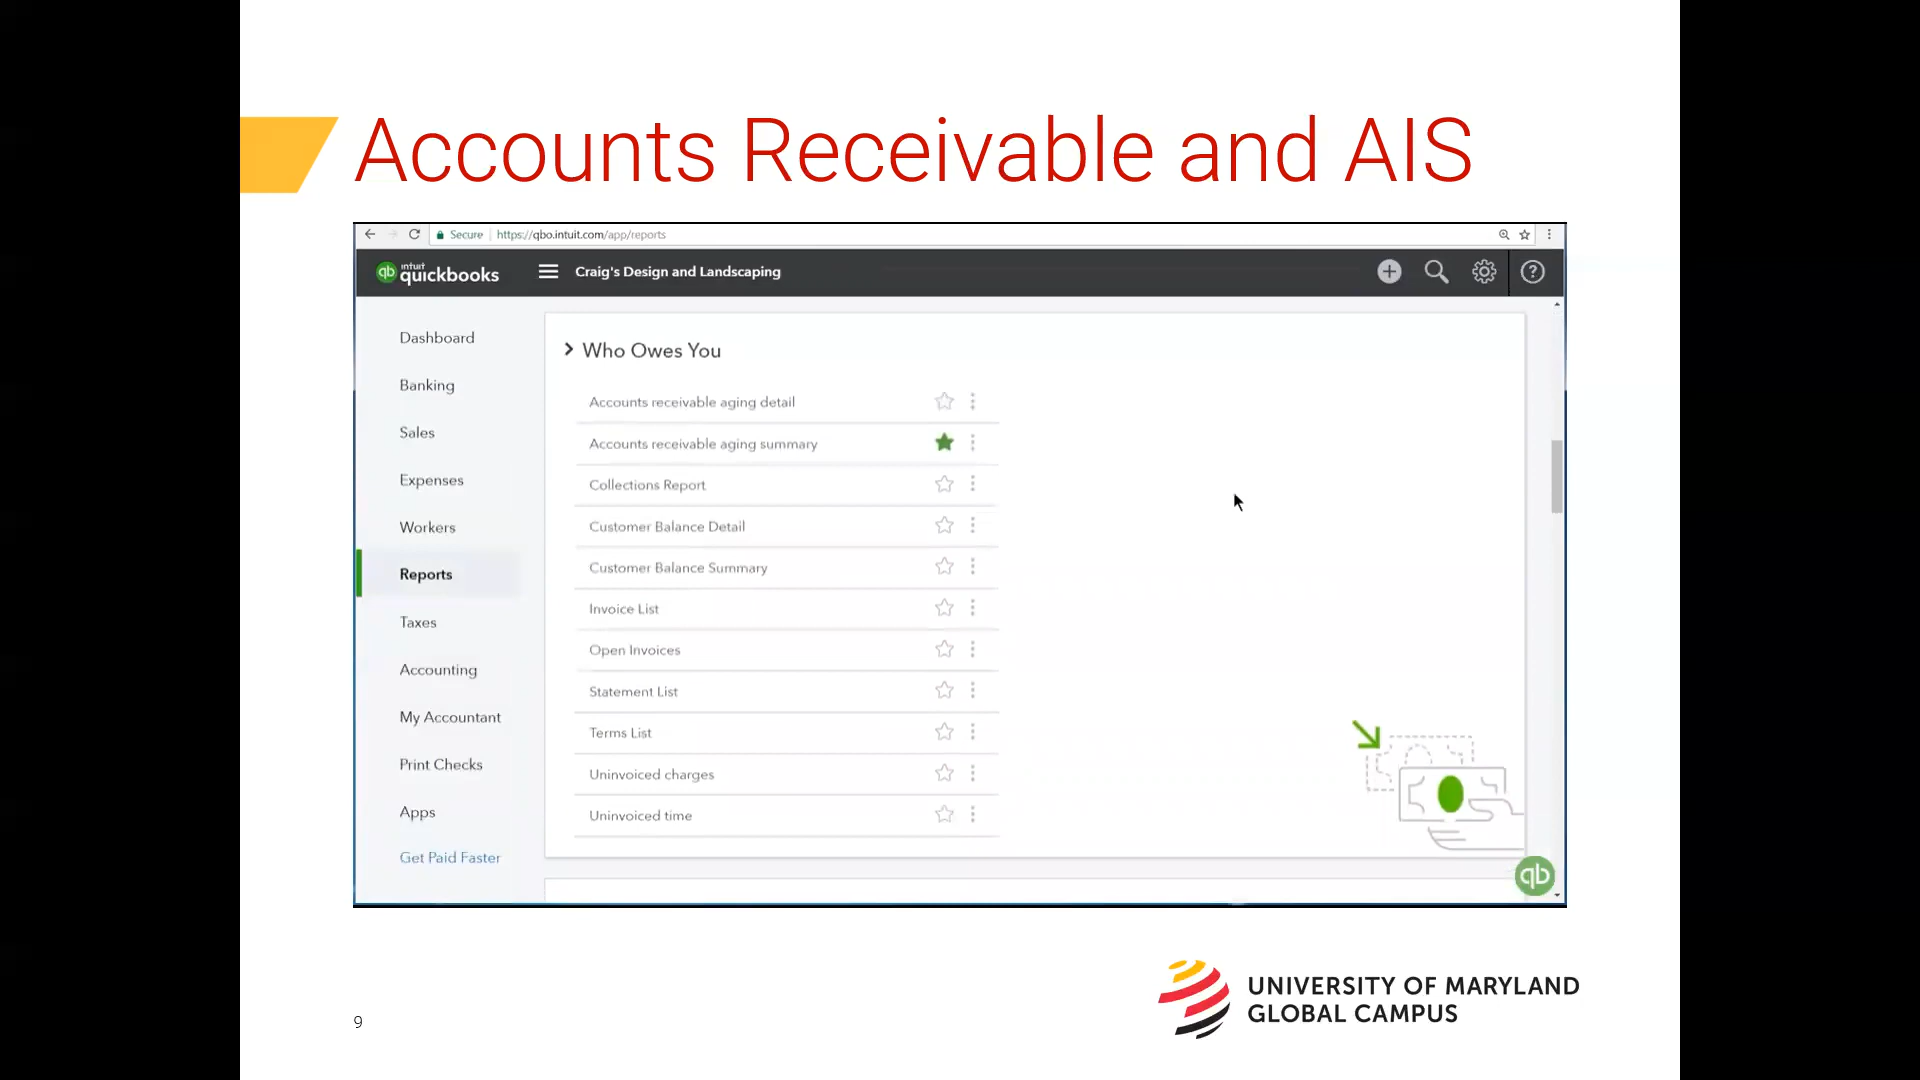 Accounts Receivable and AIS
Secure https://qbo.intuit.com/app/reports
qb intuit quickbooks
Craig's Design and Landscaping
Dashboard
Banking
Sales
Expenses
Workers
Reports
Taxes
Accounting
My Accountant
Print Checks
Apps
Get Paid Faster
Who Owes You
Accounts receivable aging detail
Accounts receivable aging summary
Collections Report
Customer Balance Detail
Customer Balance Summary
Invoice List
Open Invoices
Statement List
Terms List
Uninvoiced charges
Uninvoiced time
qb
9
UNIVERSITY OF MARYLAND
GLOBAL CAMPUS